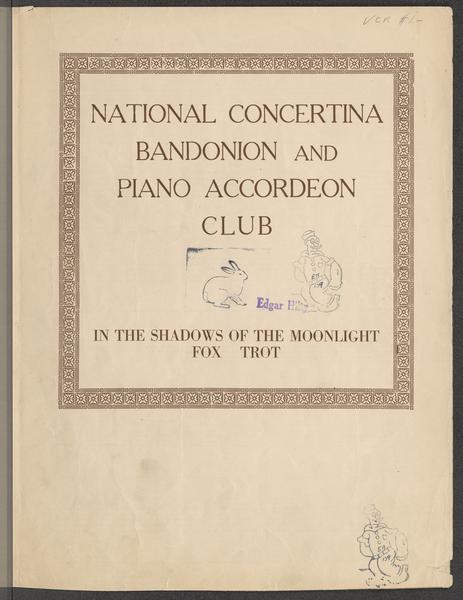 VCR #1-
NATIONAL CONCERTINA
BANDONION AND
PIANO ACCORDEON
CLUB
Edgar
IN THE SHADOWS OF THE MOONLIGHT
FOX TROT